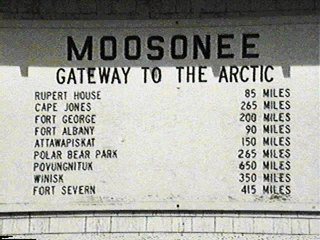 MOOSONEE
GATEWAY TO THE ARCTIC
RUPERT HOUSE 85 MILES
CAPE JONES 265 MILES
FORT GEORGE 200 MILES
FORT ALBANY 90 MILES
ATTAWAPISKAT 150 MILES
POLAR BEAR PARK 265 MILES
POVUNGNITUK 650 MILES
WINISK 350 MILES
FORT SEVERN 415 MILES